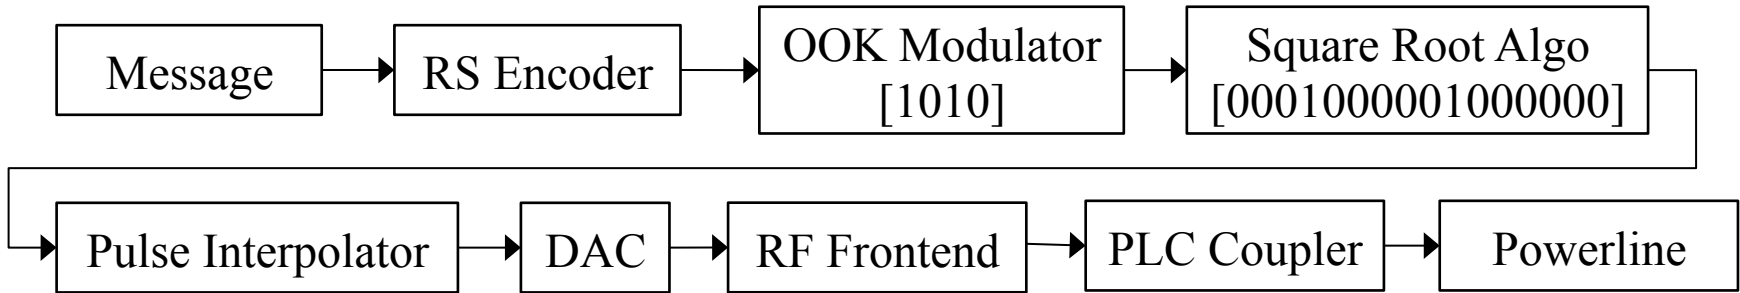 Message
RS Encoder
OOK Modulator
[1010]
Square Root Algo
[0001000001000000]
Pulse Interpolator
DAC
RF Frontend
PLC Coupler
Powerline